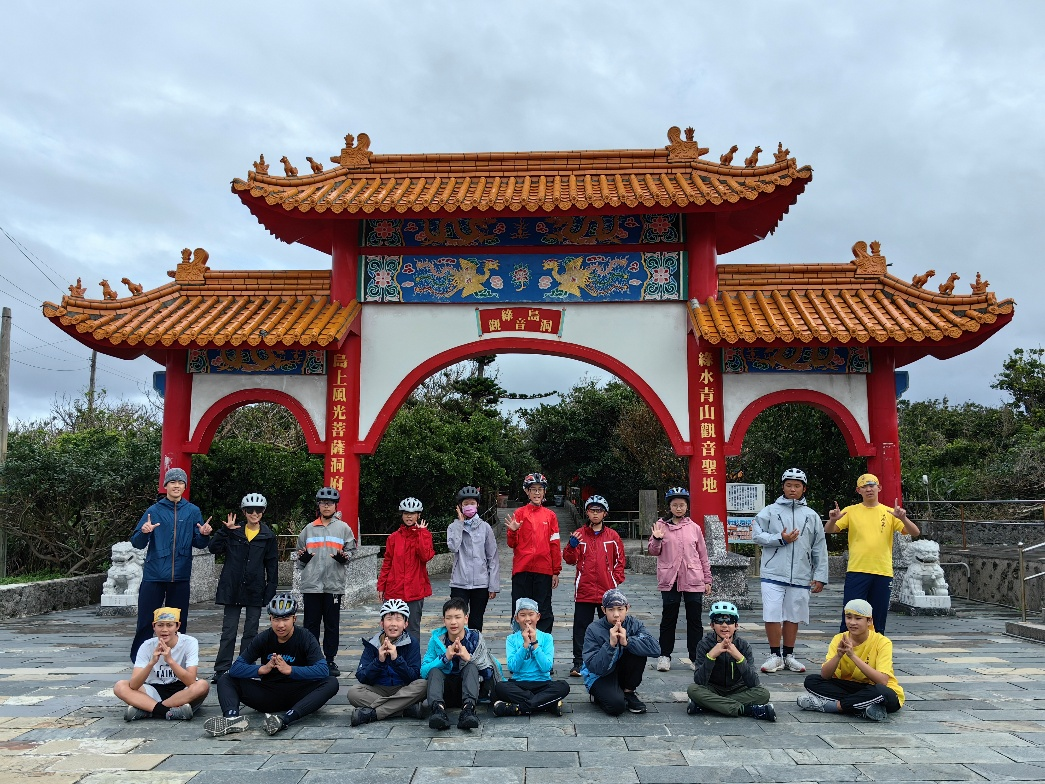 綠島
觀音洞
綠水青山觀音聖地
島上風光菩薩洞府